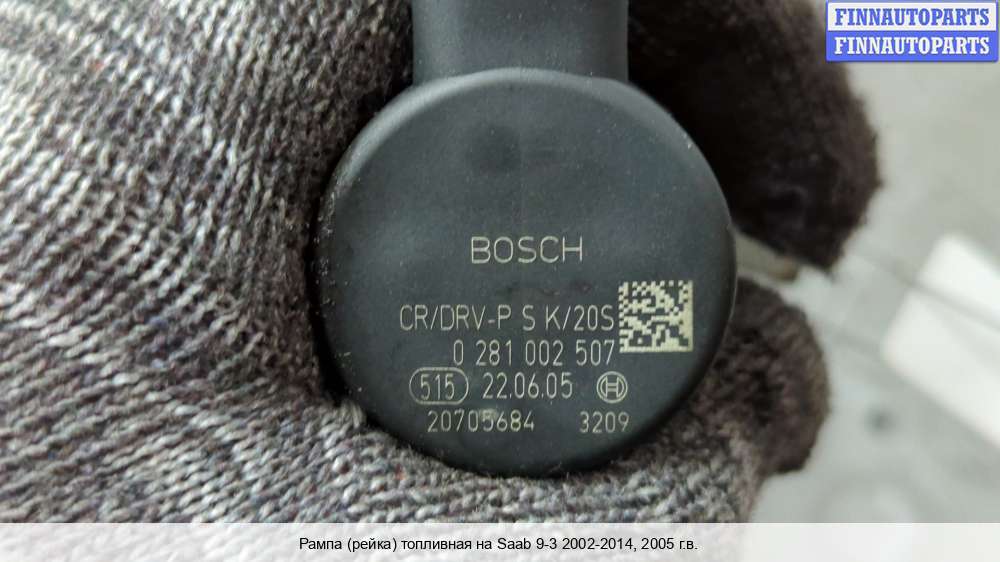 FINNAUTOPARTS
FINNAUTOPARTS
BOSCH
CR/DRV-P S K/20S
0 281 002 507
515 22.06.05
20705684 3209
Рампа (рейка) топливная на Saab 9-3 2002-2014, 2005 г.в.